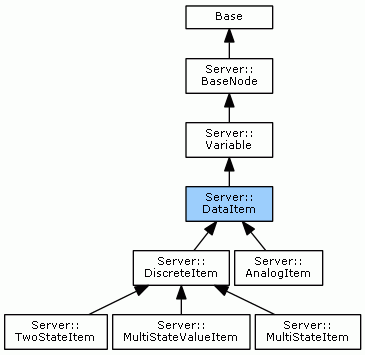 Base
Server::
BaseNode
Server::
Variable
Server::
DataItem
Server::
DiscreteItem
Server::
AnalogItem
Server::
TwoStateItem
Server::
MultiStateValueItem
Server::
MultiStateItem